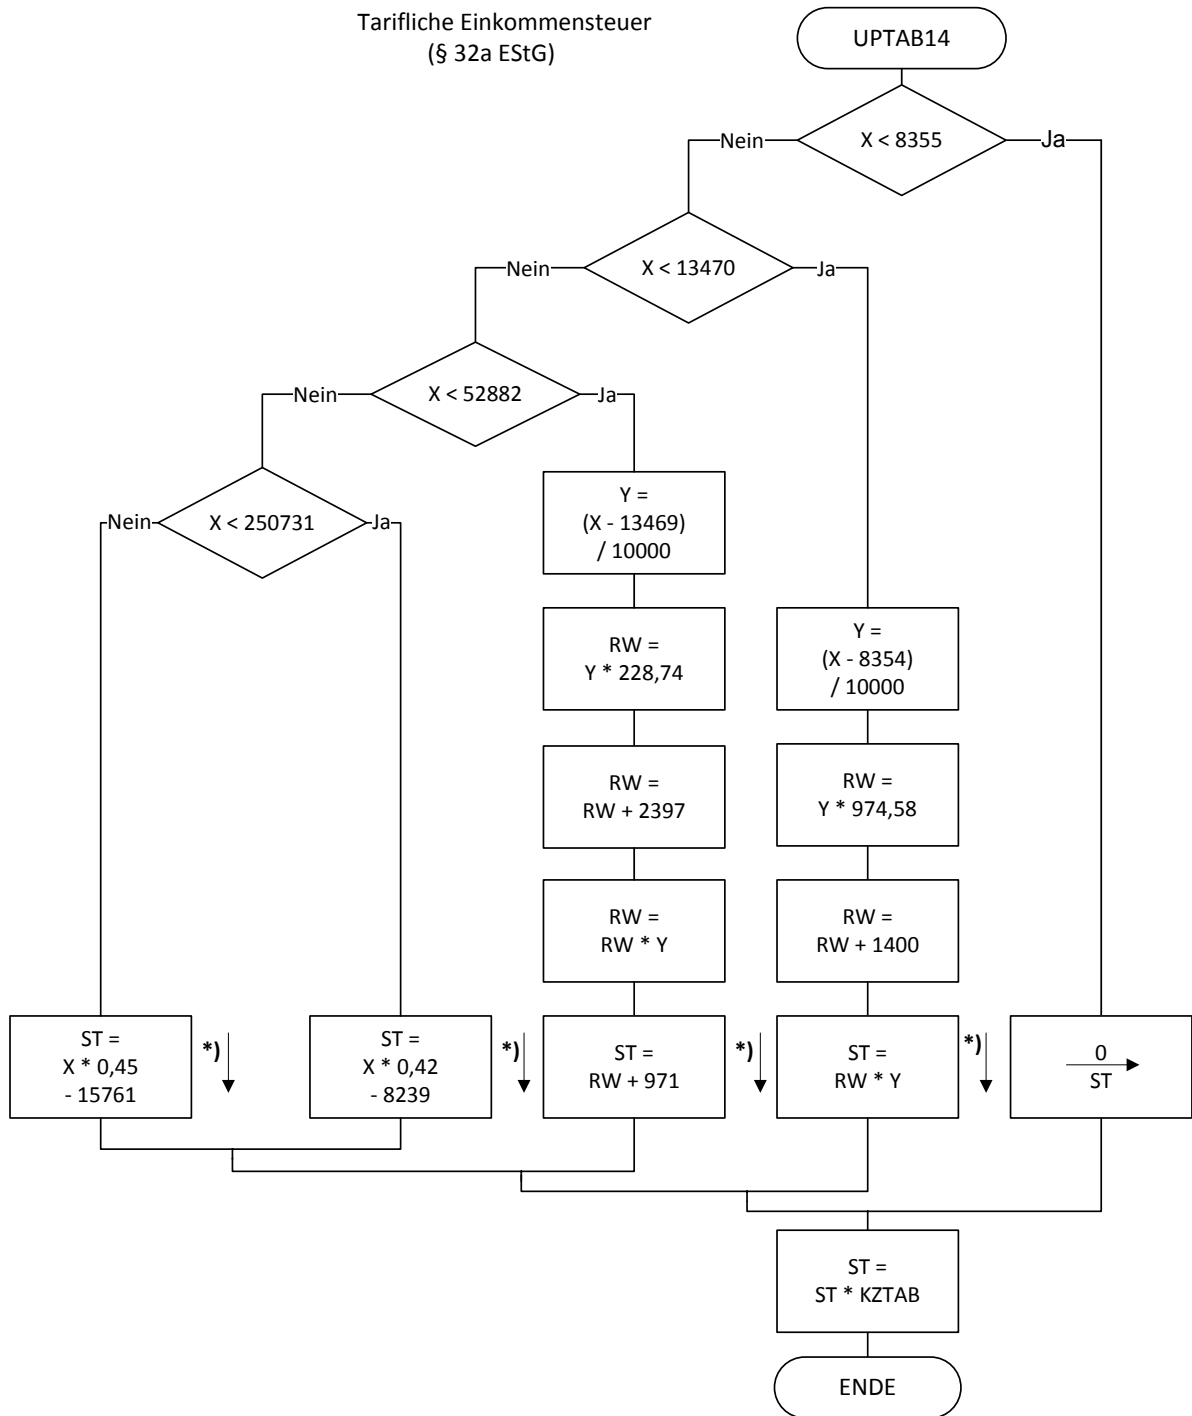 Tarifliche Einkommensteuer
(§ 32a EStG)
UPTAB14
X < 8355
Nein
Ja
X < 13470
Nein
Ja
X < 52882
Nein
Ja
X < 250731
Nein
Ja
Y =
(X - 13469)
/ 10000
RW =
Y * 228,74
RW =
RW + 2397
RW =
RW * Y
Y =
(X - 8354)
/ 10000
RW =
Y * 974,58
RW =
RW + 1400
ST =
X * 0,45
- 15761
*)
ST =
X * 0,42
- 8239
*)
ST =
RW + 971
*)
ST =
RW * Y
*)
0
ST
ST =
ST * KZTAB
ENDE